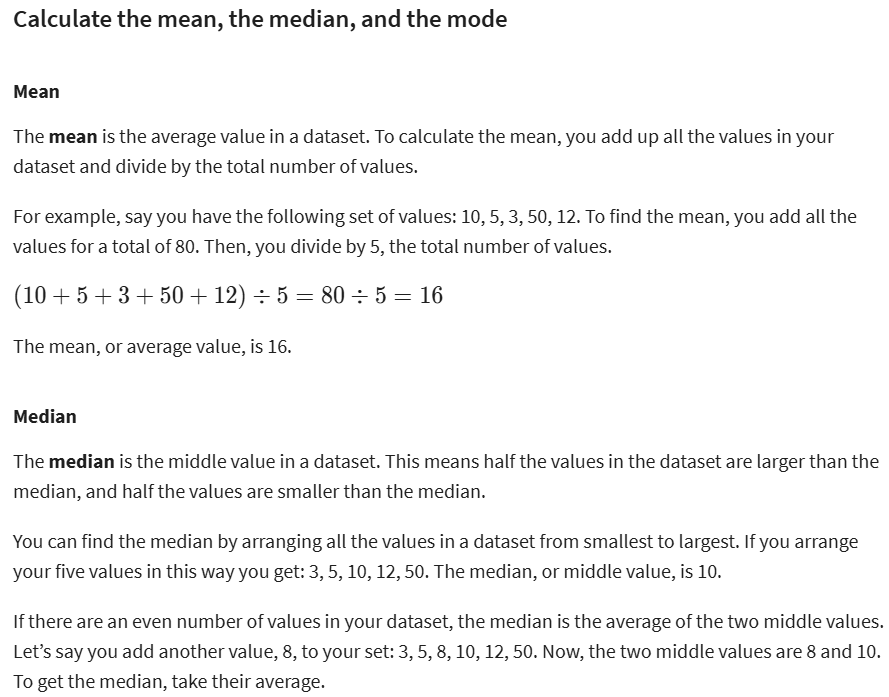 Calculate the mean, the median, and the mode
Mean
The mean is the average value in a dataset. To calculate the mean, you add up all the values in your
dataset and divide by the total number of values.
For example, say you have the following set of values: 10, 5, 3, 50, 12. To find the mean, you add all the
values for a total of 80. Then, you divide by 5, the total number of values.
(10 + 5 + 3 + 50 + 12) ÷ 5 = 80 ÷ 5 = 16
The mean, or average value, is 16.
Median
The median is the middle value in a dataset. This means half the values in the dataset are larger than the
median, and half the values are smaller than the median.
You can find the median by arranging all the values in a dataset from smallest to largest. If you arrange
your five values in this way you get: 3, 5, 10, 12, 50. The median, or middle value, is 10.
If there are an even number of values in your dataset, the median is the average of the two middle values.
Let’s say you add another value, 8, to your set: 3, 5, 8, 10, 12, 50. Now, the two middle values are 8 and 10.
To get the median, take their average.